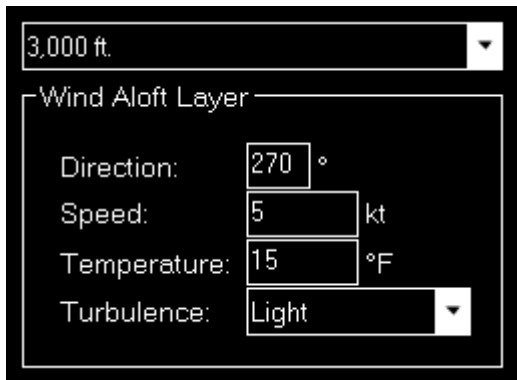 3,000 ft.
Wind Aloft Layer
Direction: 270 °
Speed: 5 kt
Temperature: 15 °F
Turbulence: Light